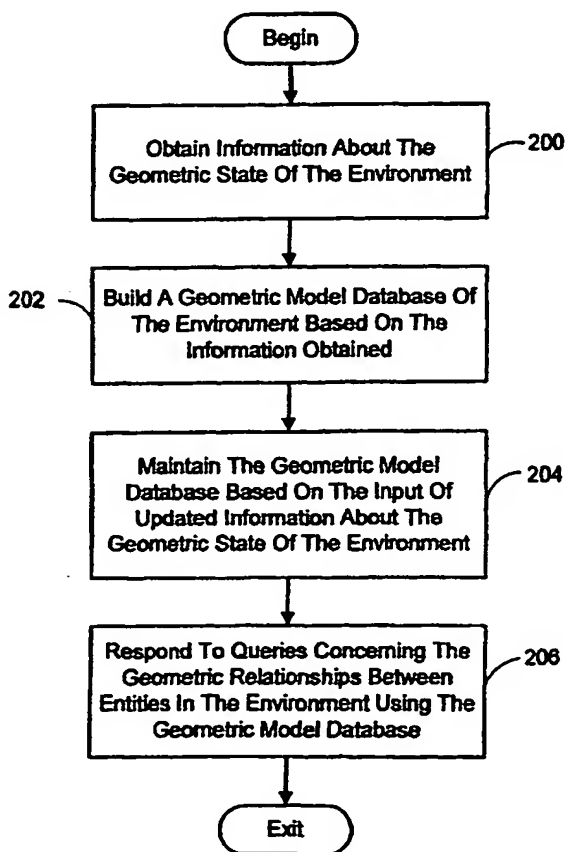 Begin
Obtain Information About The
Geometric State Of The Environment
200
202
Build A Geometric Model Database Of
The Environment Based On The
Information Obtained
Maintain The Geometric Model
Database Based On The Input Of
Updated Information About The
Geometric State Of The Environment
204
Respond To Queries Concerning The
Geometric Relationships Between
Entities In The Environment Using The
Geometric Model Database
206
Exit